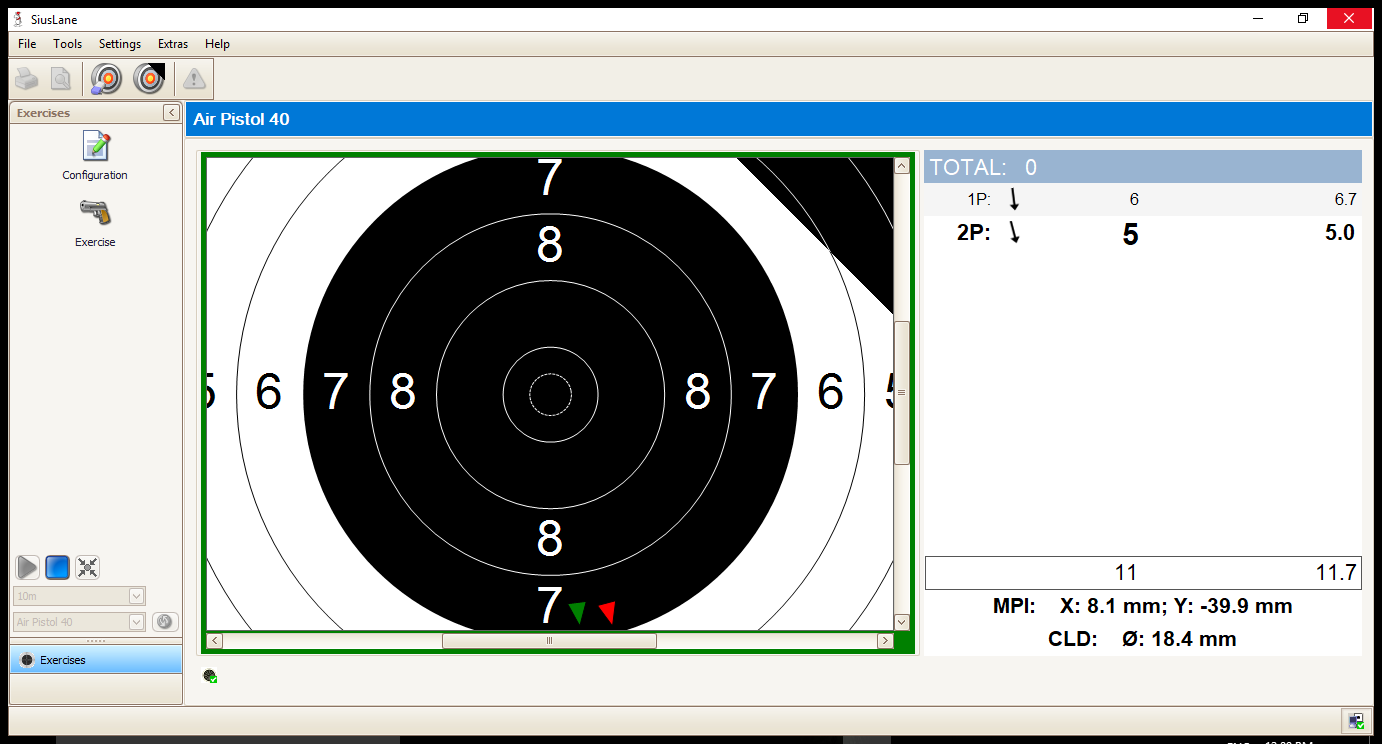 SiusLane
File Tools Settings Extras Help
Exercises
Configuration
Exercise
10m
Air Pistol 40
Exercises
Air Pistol 40
7
8
5 6 7 8 8 7 6 5
8
7
TOTAL: 0
1P: 6 6.7
2P: 5 5.0
11 11.7
MPI: X: 8.1 mm; Y: -39.9 mm
CLD: Ø: 18.4 mm